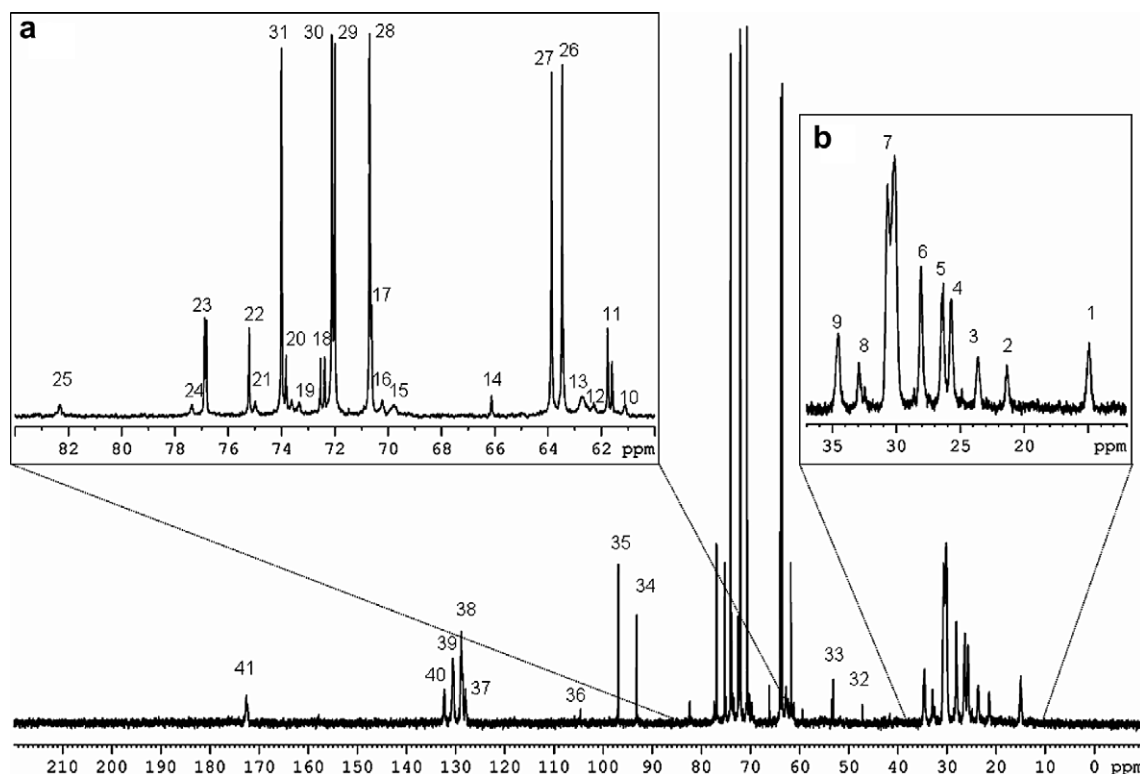 a
31 30 29 28 27 26
23 22 20 18 17 11
25 24 21 19 16 15 14 13 12 10
82 80 78 76 74 72 70 68 66 64 62 ppm
b
7
6 5 4
9 8 3 2 1
35 30 25 20 ppm
41 40 39 38 37 36 35 34 33 32
210 200 190 180 170 160 150 140 130 120 110 100 90 80 70 60 50 40 30 20 10 0 ppm